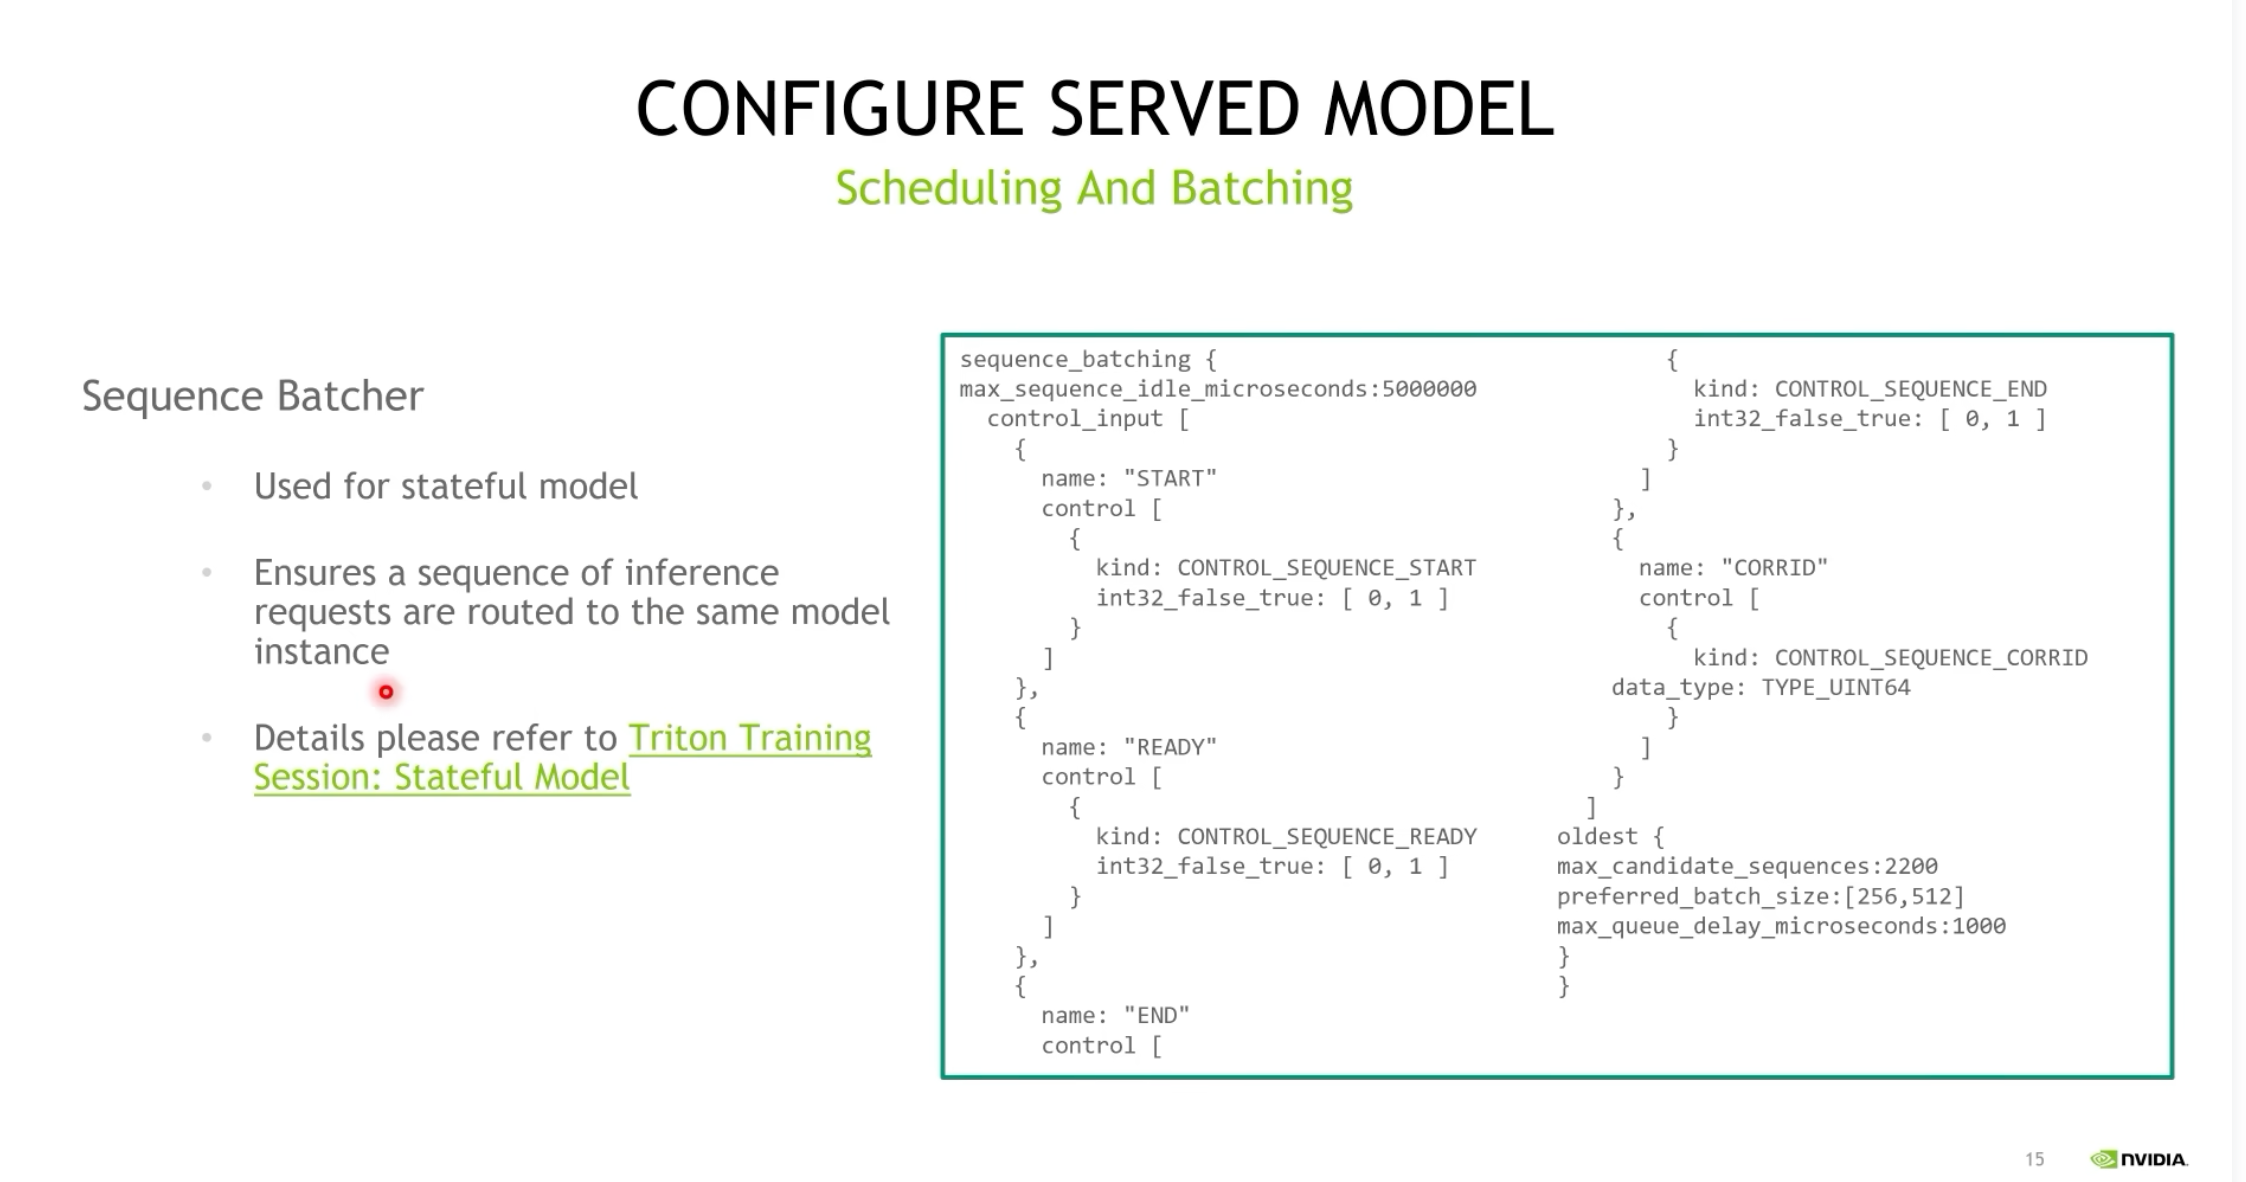 CONFIGURE SERVED MODEL
Scheduling And Batching
Sequence Batcher
• Used for stateful model
• Ensures a sequence of inference
requests are routed to the same model
instance
• Details please refer to Triton Training
Session: Stateful Model
sequence_batching {
max_sequence_idle_microseconds:5000000
  control_input [
    {
      name: "START"
      control [
        {
          kind: CONTROL_SEQUENCE_START
          int32_false_true: [ 0, 1 ]
        }
      ]
    },
    {
      name: "READY"
      control [
        {
          kind: CONTROL_SEQUENCE_READY
          int32_false_true: [ 0, 1 ]
        }
      ]
    },
    {
      name: "END"
      control [
        {
          kind: CONTROL_SEQUENCE_END
          int32_false_true: [ 0, 1 ]
        }
      ]
    },
    {
      name: "CORRID"
      control [
        {
          kind: CONTROL_SEQUENCE_CORRID
    data_type: TYPE_UINT64
        }
      ]
    }
  ]
oldest {
max_candidate_sequences:2200
preferred_batch_size:[256,512]
max_queue_delay_microseconds:1000
}
}
15
NVIDIA.